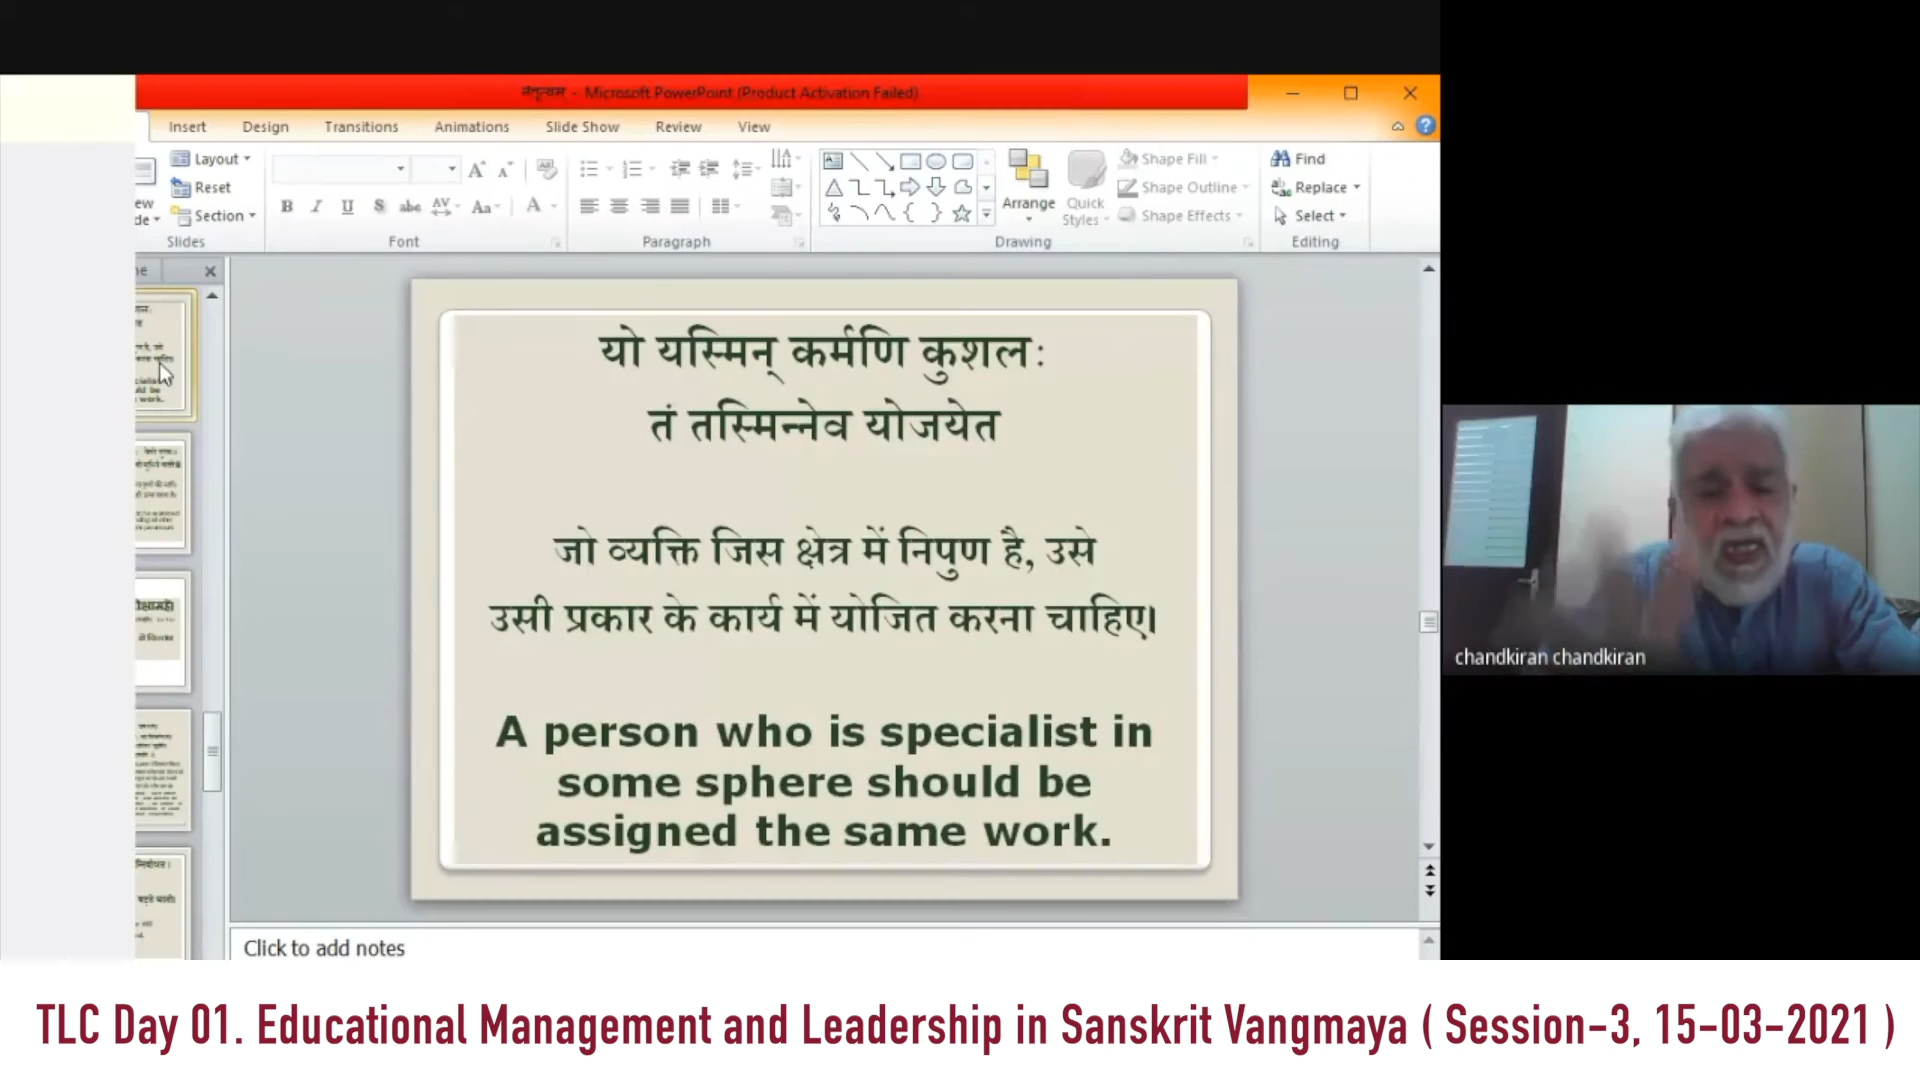 नेतृत्वम् - Microsoft PowerPoint (Product Activation Failed)
Insert Design Transitions Animations Slide Show Review View
Layout
Reset
Section
Slides
Font
Paragraph
Arrange
Quick
Styles
Shape Fill
Shape Outline
Shape Effects
Drawing
Find
Replace
Select
Editing
यो यस्मिन् कर्मणि कुशलः
तं तस्मिन्नेव योजयेत
जो व्यक्ति जिस क्षेत्र में निपुण है, उसे
उसी प्रकार के कार्य में योजित करना चाहिए।
A person who is specialist in
some sphere should be
assigned the same work.
Click to add notes
chandkiran chandkiran
TLC Day 01. Educational Management and Leadership in Sanskrit Vangmaya ( Session-3, 15-03-2021 )